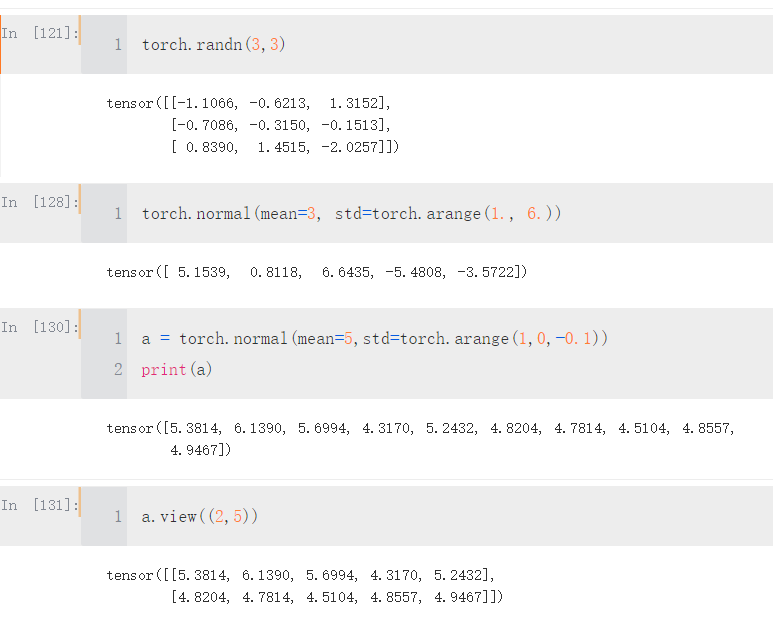 In [121]:
1 torch.randn(3,3)
tensor([[-1.1066, -0.6213,  1.3152],
        [-0.7086, -0.3150, -0.1513],
        [ 0.8390,  1.4515, -2.0257]])
In [128]:
1 torch.normal(mean=3, std=torch.arange(1., 6.))
tensor([ 5.1539,  0.8118,  6.6435, -5.4808, -3.5722])
In [130]:
1 a = torch.normal(mean=5,std=torch.arange(1,0,-0.1))
2 print(a)
tensor([5.3814, 6.1390, 5.6994, 4.3170, 5.2432, 4.8204, 4.7814, 4.5104, 4.8557,
        4.9467])
In [131]:
1 a.view((2,5))
tensor([[5.3814, 6.1390, 5.6994, 4.3170, 5.2432],
        [4.8204, 4.7814, 4.5104, 4.8557, 4.9467]])